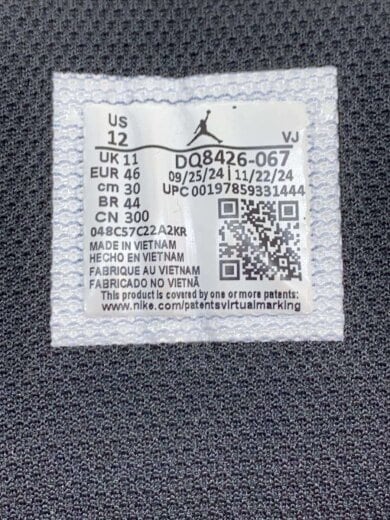 US
12
VJ
UK 11
DQ8426-067
EUR 46
09/25/24 | 11/22/24
cm 30
UPC 00197859331444
BR 44
CN 300
048C57C22A2KR
MADE IN VIETNAM
HECHO EN VIETNAM
FABRIQUE AU VIETNAM
FABRICADO NO VIETNÃ
This product is covered by one or more patents:
www.nike.com/patentsvirtualmarking